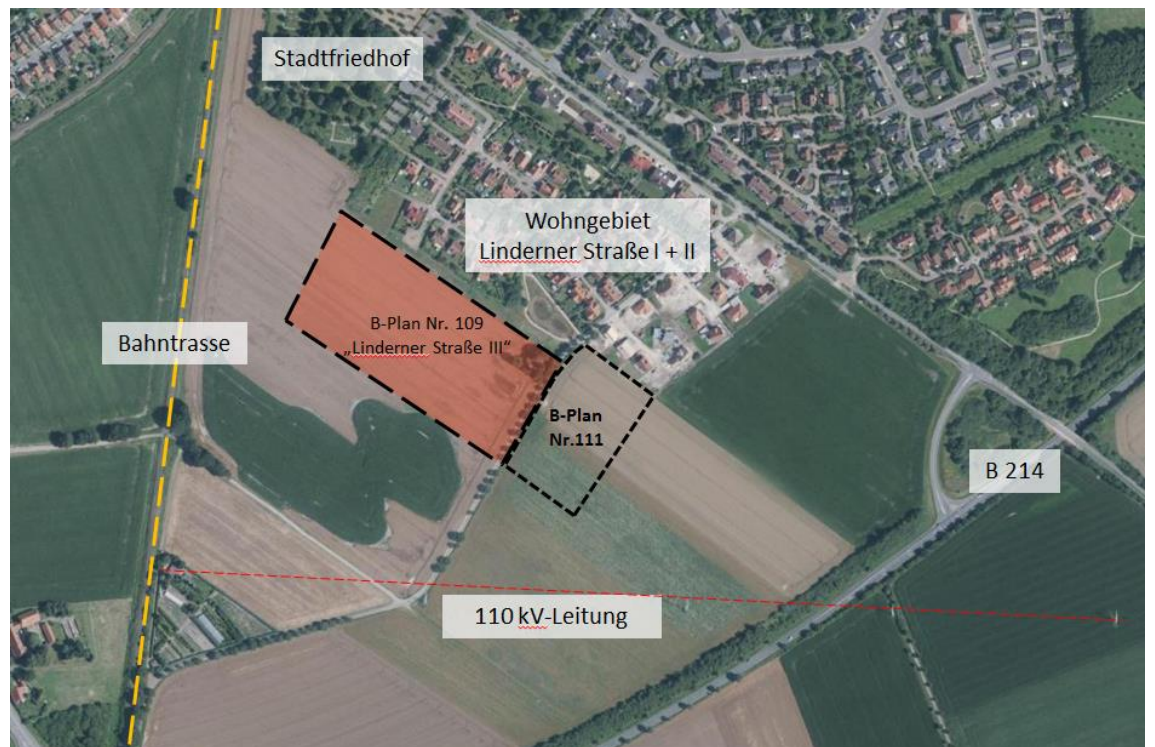 Stadtfriedhof
Wohngebiet
Linderner Straße I + II
B-Plan Nr. 109
„Linderner Straße III“
Bahntrasse
B-Plan
Nr.111
B 214
110 kV-Leitung